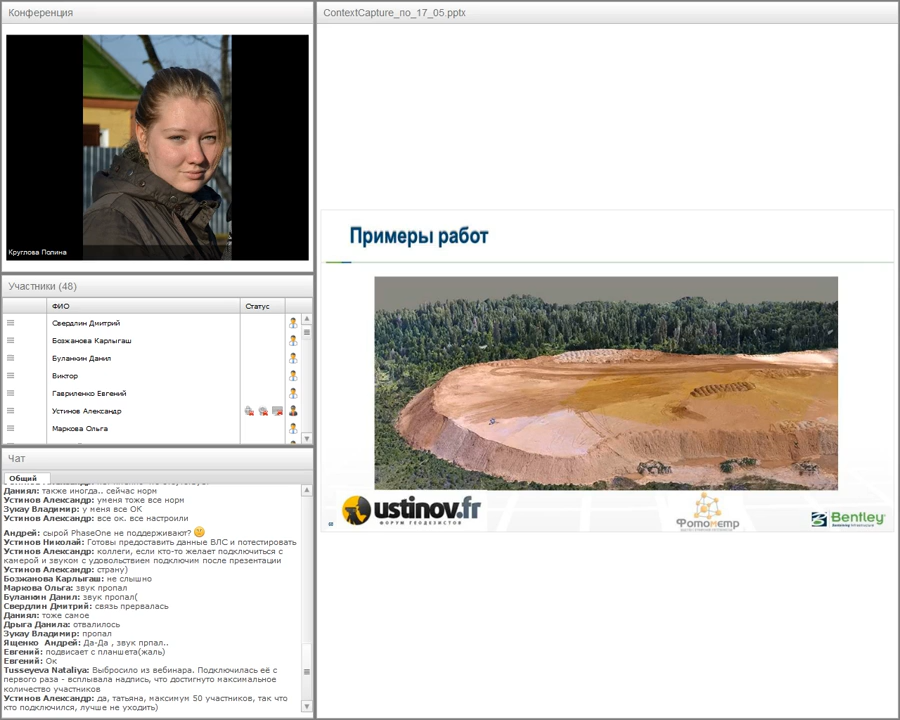 Конференция
Круглова Полина
Участники (48)
ФИО
Статус
Свердлин Дмитрий
Божанова Карлыгаш
Буланкин Данил
Виктор
Гавриленко Евгений
Устинов Александр
Маркова Ольга
Чат
Общий
Даниял: также иногда.. сейчас норм
Устинов Александр: уменя тоже все норм
Зукау Владимир: у меня все ОК
Устинов Александр: все ок. все настроили
Андрей: сырой PhaseOne не поддерживают?
Устинов Николай: Готовы предоставить данные ВЛС и потестировать
Устинов Александр: коллеги, если кто-то желает подключиться с
камерой и звуком с удовольствием подключим после презентации
Устинов Александр: страну)
Бозжанова Карлыгаш: не слышно
Маркова Ольга: звук пропал
Буланкин Данил: звук пропал(
Свердлин Дмитрий: связь прервалась
Даниял: тоже самое
Дрыга Данила: отвалилось
Зукау Владимир: пропал
Ященко Андрей: Да-Да , звук прпал..
Евгений: подвисает с планшета(жаль)
Евгений: Ок
Tusseyeva Nataliya: Выбросило из вебинара. Подключилась её с
первого раза - всплывала надпись, что достигнуто максимальное
количество участников
Устинов Александр: да, татьяна, максимум 50 участников, так что
кто подключился, лучше не уходить)
ContextCapture_по_17_05.pptx
Примеры работ
ustinov.fr
ФОРУМ ГЕОДЕЗИСТОВ
Фотометр
Bentley